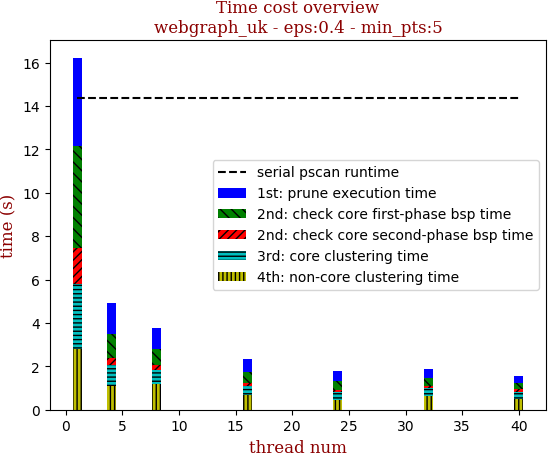 Time cost overview
webgraph_uk - eps:0.4 - min_pts:5
time (s)
16
14
12
10
8
6
4
2
0
serial pscan runtime
1st: prune execution time
2nd: check core first-phase bsp time
2nd: check core second-phase bsp time
3rd: core clustering time
4th: non-core clustering time
0 5 10 15 20 25 30 35 40
thread num